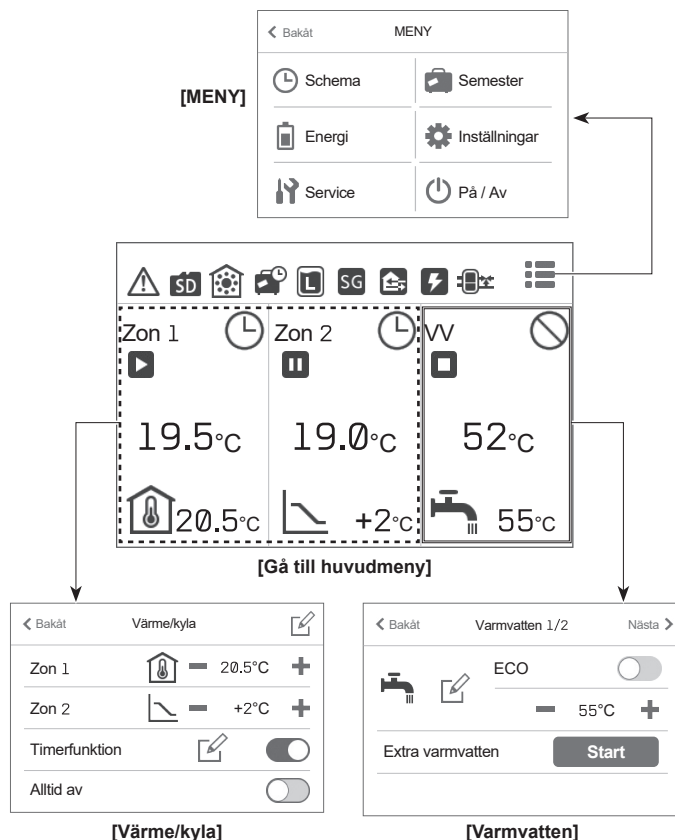 Bakåt MENY
[MENY]
Schema Semester
Energi Inställningar
Service På / Av
SD L SG
Zon 1 Zon 2 VV
19.5°C 19.0°C 52°C
20.5°C +2°C 55°C
[Gå till huvudmeny]
Bakåt Värme/kyla
Zon 1 20.5°C
Zon 2 +2°C
Timerfunktion
Alltid av
[Värme/kyla]
Bakåt Varmvatten 1/2 Nästa
ECO
55°C
Extra varmvatten Start
[Varmvatten]